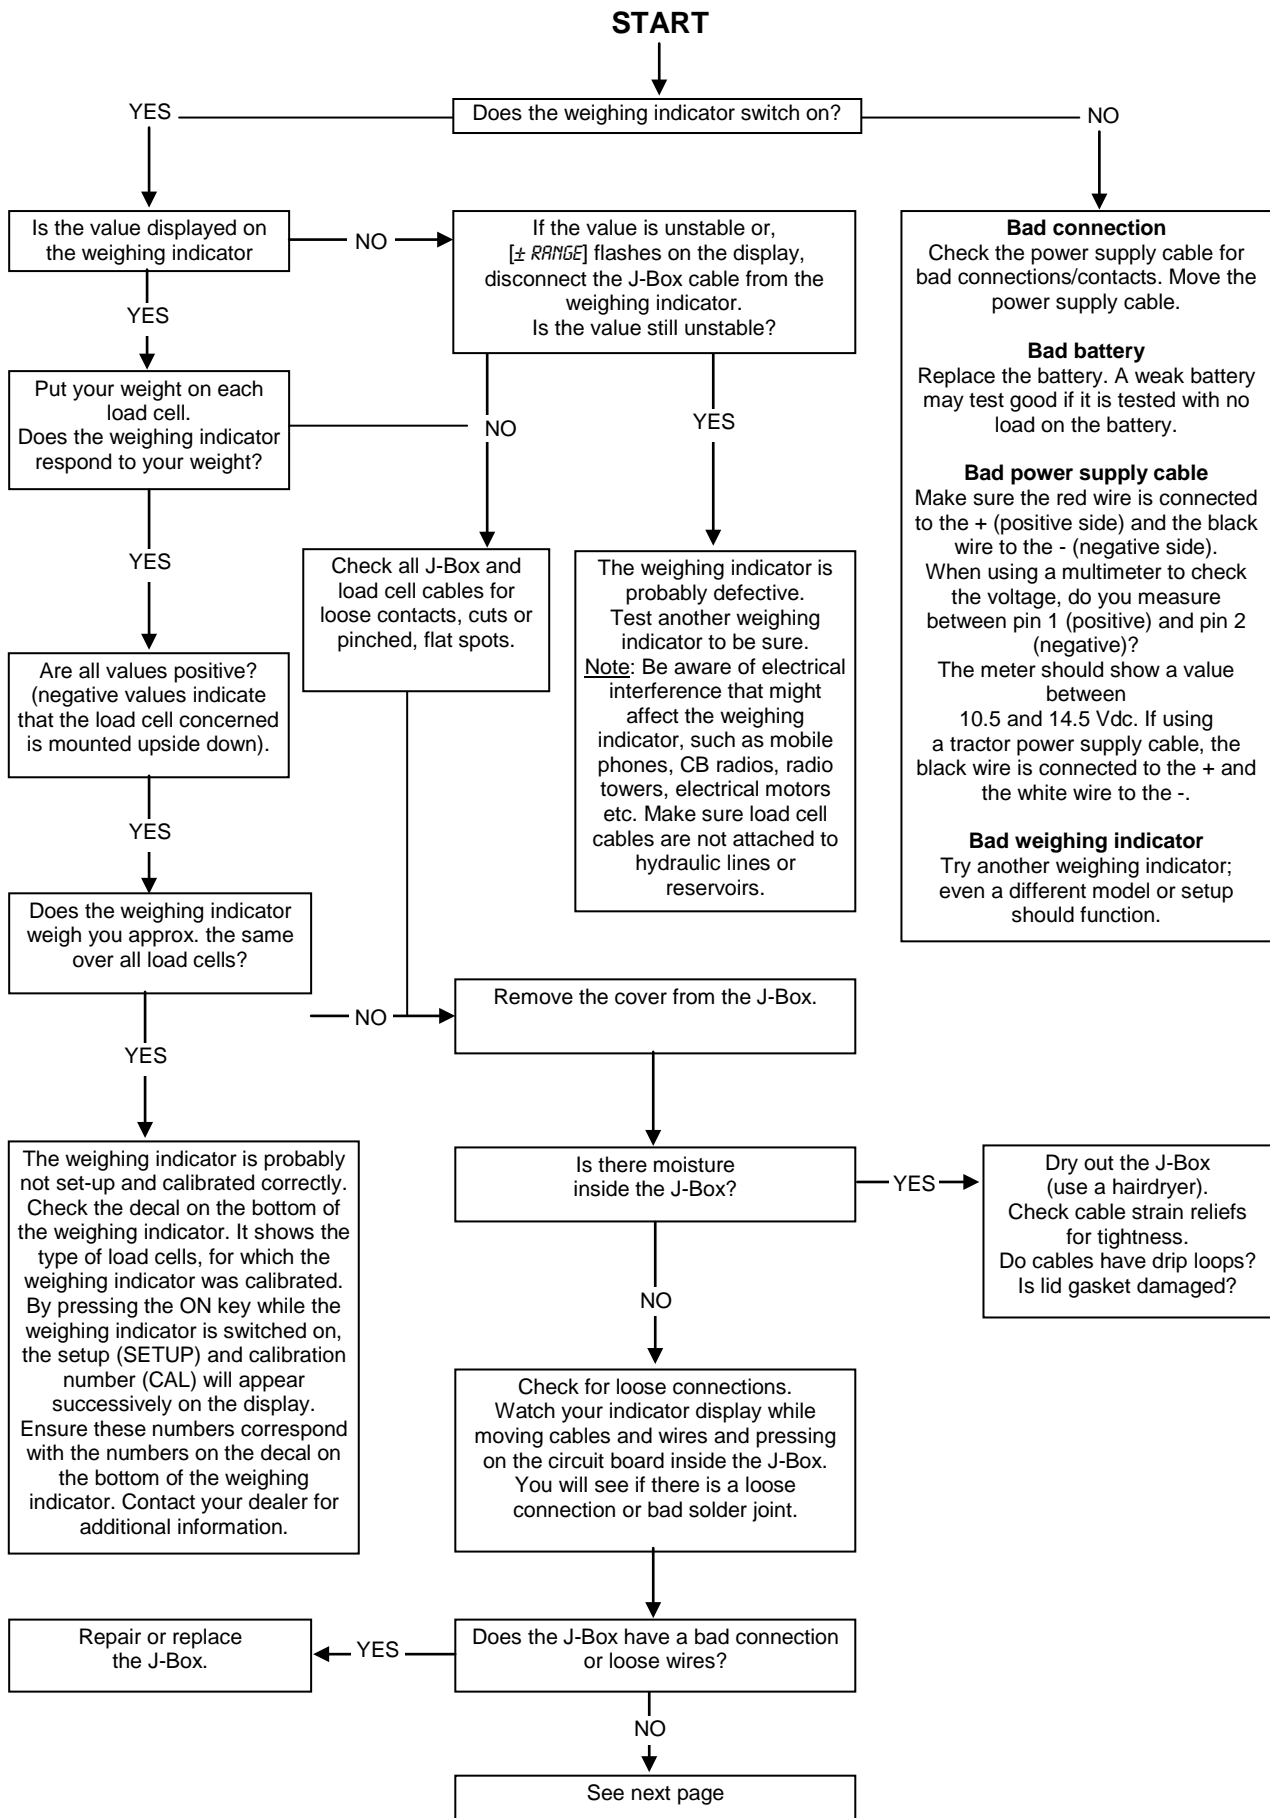 START
Does the weighing indicator switch on?
YES
NO
Is the value displayed on
the weighing indicator
NO
If the value is unstable or,
[± RANGE] flashes on the display,
disconnect the J-Box cable from the
weighing indicator.
Is the value still unstable?
Bad connection
Check the power supply cable for
bad connections/contacts. Move the
power supply cable.
Bad battery
Replace the battery. A weak battery
may test good if it is tested with no
load on the battery.
Bad power supply cable
Make sure the red wire is connected
to the + (positive side) and the black
wire to the - (negative side).
When using a multimeter to check
the voltage, do you measure
between pin 1 (positive) and pin 2
(negative)?
The meter should show a value
between
10.5 and 14.5 Vdc. If using
a tractor power supply cable, the
black wire is connected to the + and
the white wire to the -.
Bad weighing indicator
Try another weighing indicator;
even a different model or setup
should function.
YES
Put your weight on each
load cell.
Does the weighing indicator
respond to your weight?
NO
YES
YES
Check all J-Box and
load cell cables for
loose contacts, cuts or
pinched, flat spots.
The weighing indicator is
probably defective.
Test another weighing
indicator to be sure.
Note: Be aware of electrical
interference that might
affect the weighing
indicator, such as mobile
phones, CB radios, radio
towers, electrical motors
etc. Make sure load cell
cables are not attached to
hydraulic lines or
reservoirs.
Are all values positive?
(negative values indicate
that the load cell concerned
is mounted upside down).
YES
Does the weighing indicator
weigh you approx. the same
over all load cells?
NO
Remove the cover from the J-Box.
YES
The weighing indicator is probably
not set-up and calibrated correctly.
Check the decal on the bottom of
the weighing indicator. It shows the
type of load cells, for which the
weighing indicator was calibrated.
By pressing the ON key while the
weighing indicator is switched on,
the setup (SETUP) and calibration
number (CAL) will appear
successively on the display.
Ensure these numbers correspond
with the numbers on the decal on
the bottom of the weighing
indicator. Contact your dealer for
additional information.
Is there moisture
inside the J-Box?
YES
Dry out the J-Box
(use a hairdryer).
Check cable strain reliefs
for tightness.
Do cables have drip loops?
Is lid gasket damaged?
NO
Check for loose connections.
Watch your indicator display while
moving cables and wires and pressing
on the circuit board inside the J-Box.
You will see if there is a loose
connection or bad solder joint.
Does the J-Box have a bad connection
or loose wires?
YES
Repair or replace
the J-Box.
NO
See next page